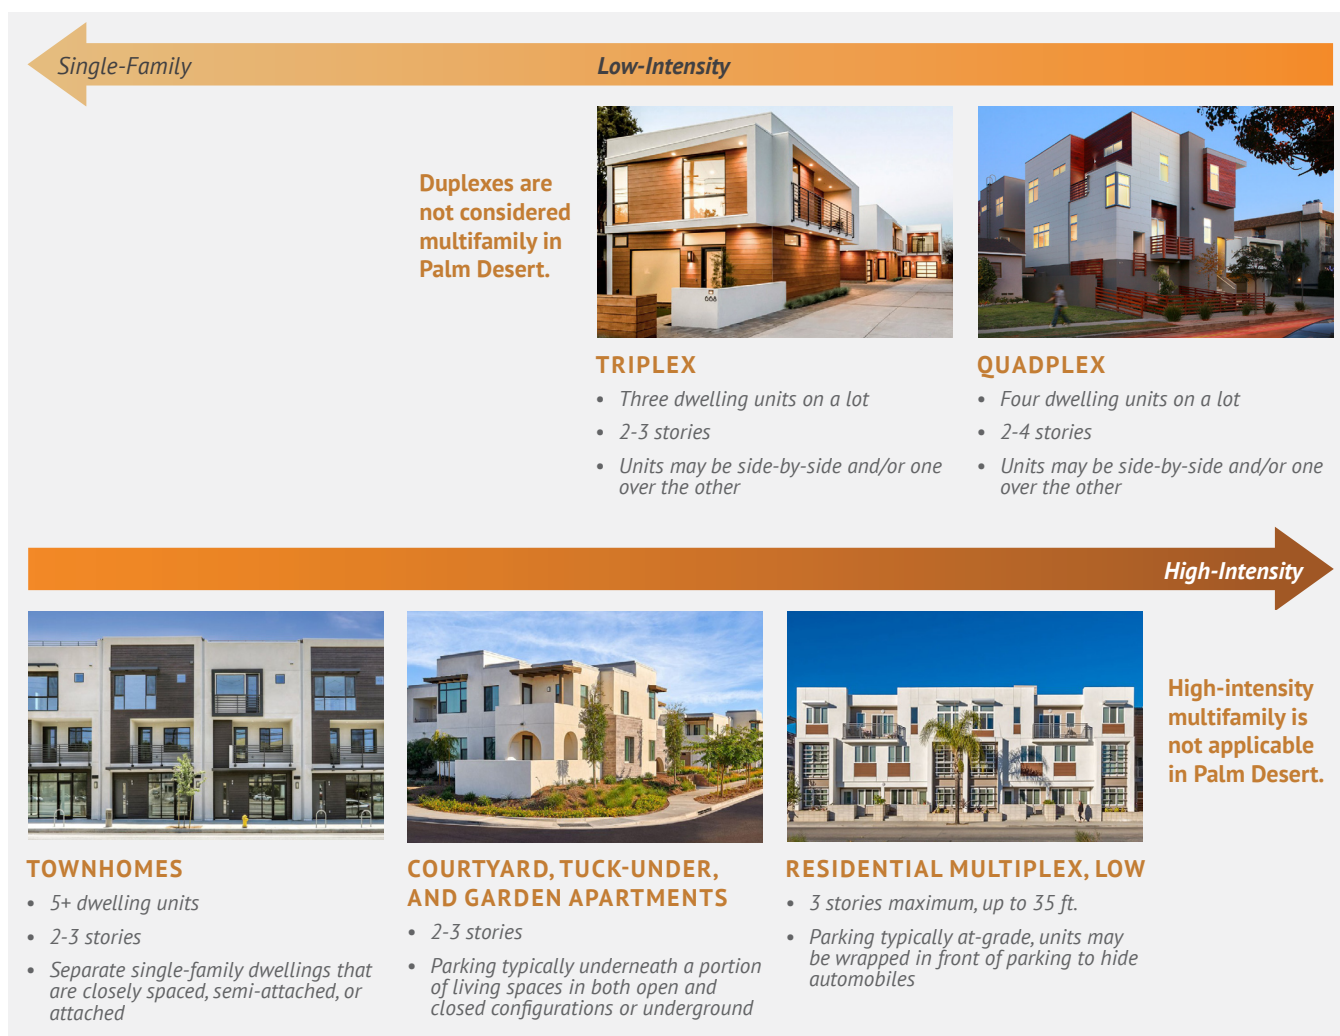 Single-Family
Low-Intensity
Duplexes are
not considered
multifamily in
Palm Desert.
668
TRIPLEX
• Three dwelling units on a lot
• 2-3 stories
• Units may be side-by-side and/or one
over the other
QUADPLEX
• Four dwelling units on a lot
• 2-4 stories
• Units may be side-by-side and/or one
over the other
High-Intensity
TOWNHOMES
• 5+ dwelling units
• 2-3 stories
• Separate single-family dwellings that
are closely spaced, semi-attached, or
attached
COURTYARD, TUCK-UNDER,
AND GARDEN APARTMENTS
• 2-3 stories
• Parking typically underneath a portion
of living spaces in both open and
closed configurations or underground
RESIDENTIAL MULTIPLEX, LOW
• 3 stories maximum, up to 35 ft.
• Parking typically at-grade, units may
be wrapped in front of parking to hide
automobiles
High-intensity
multifamily is
not applicable
in Palm Desert.